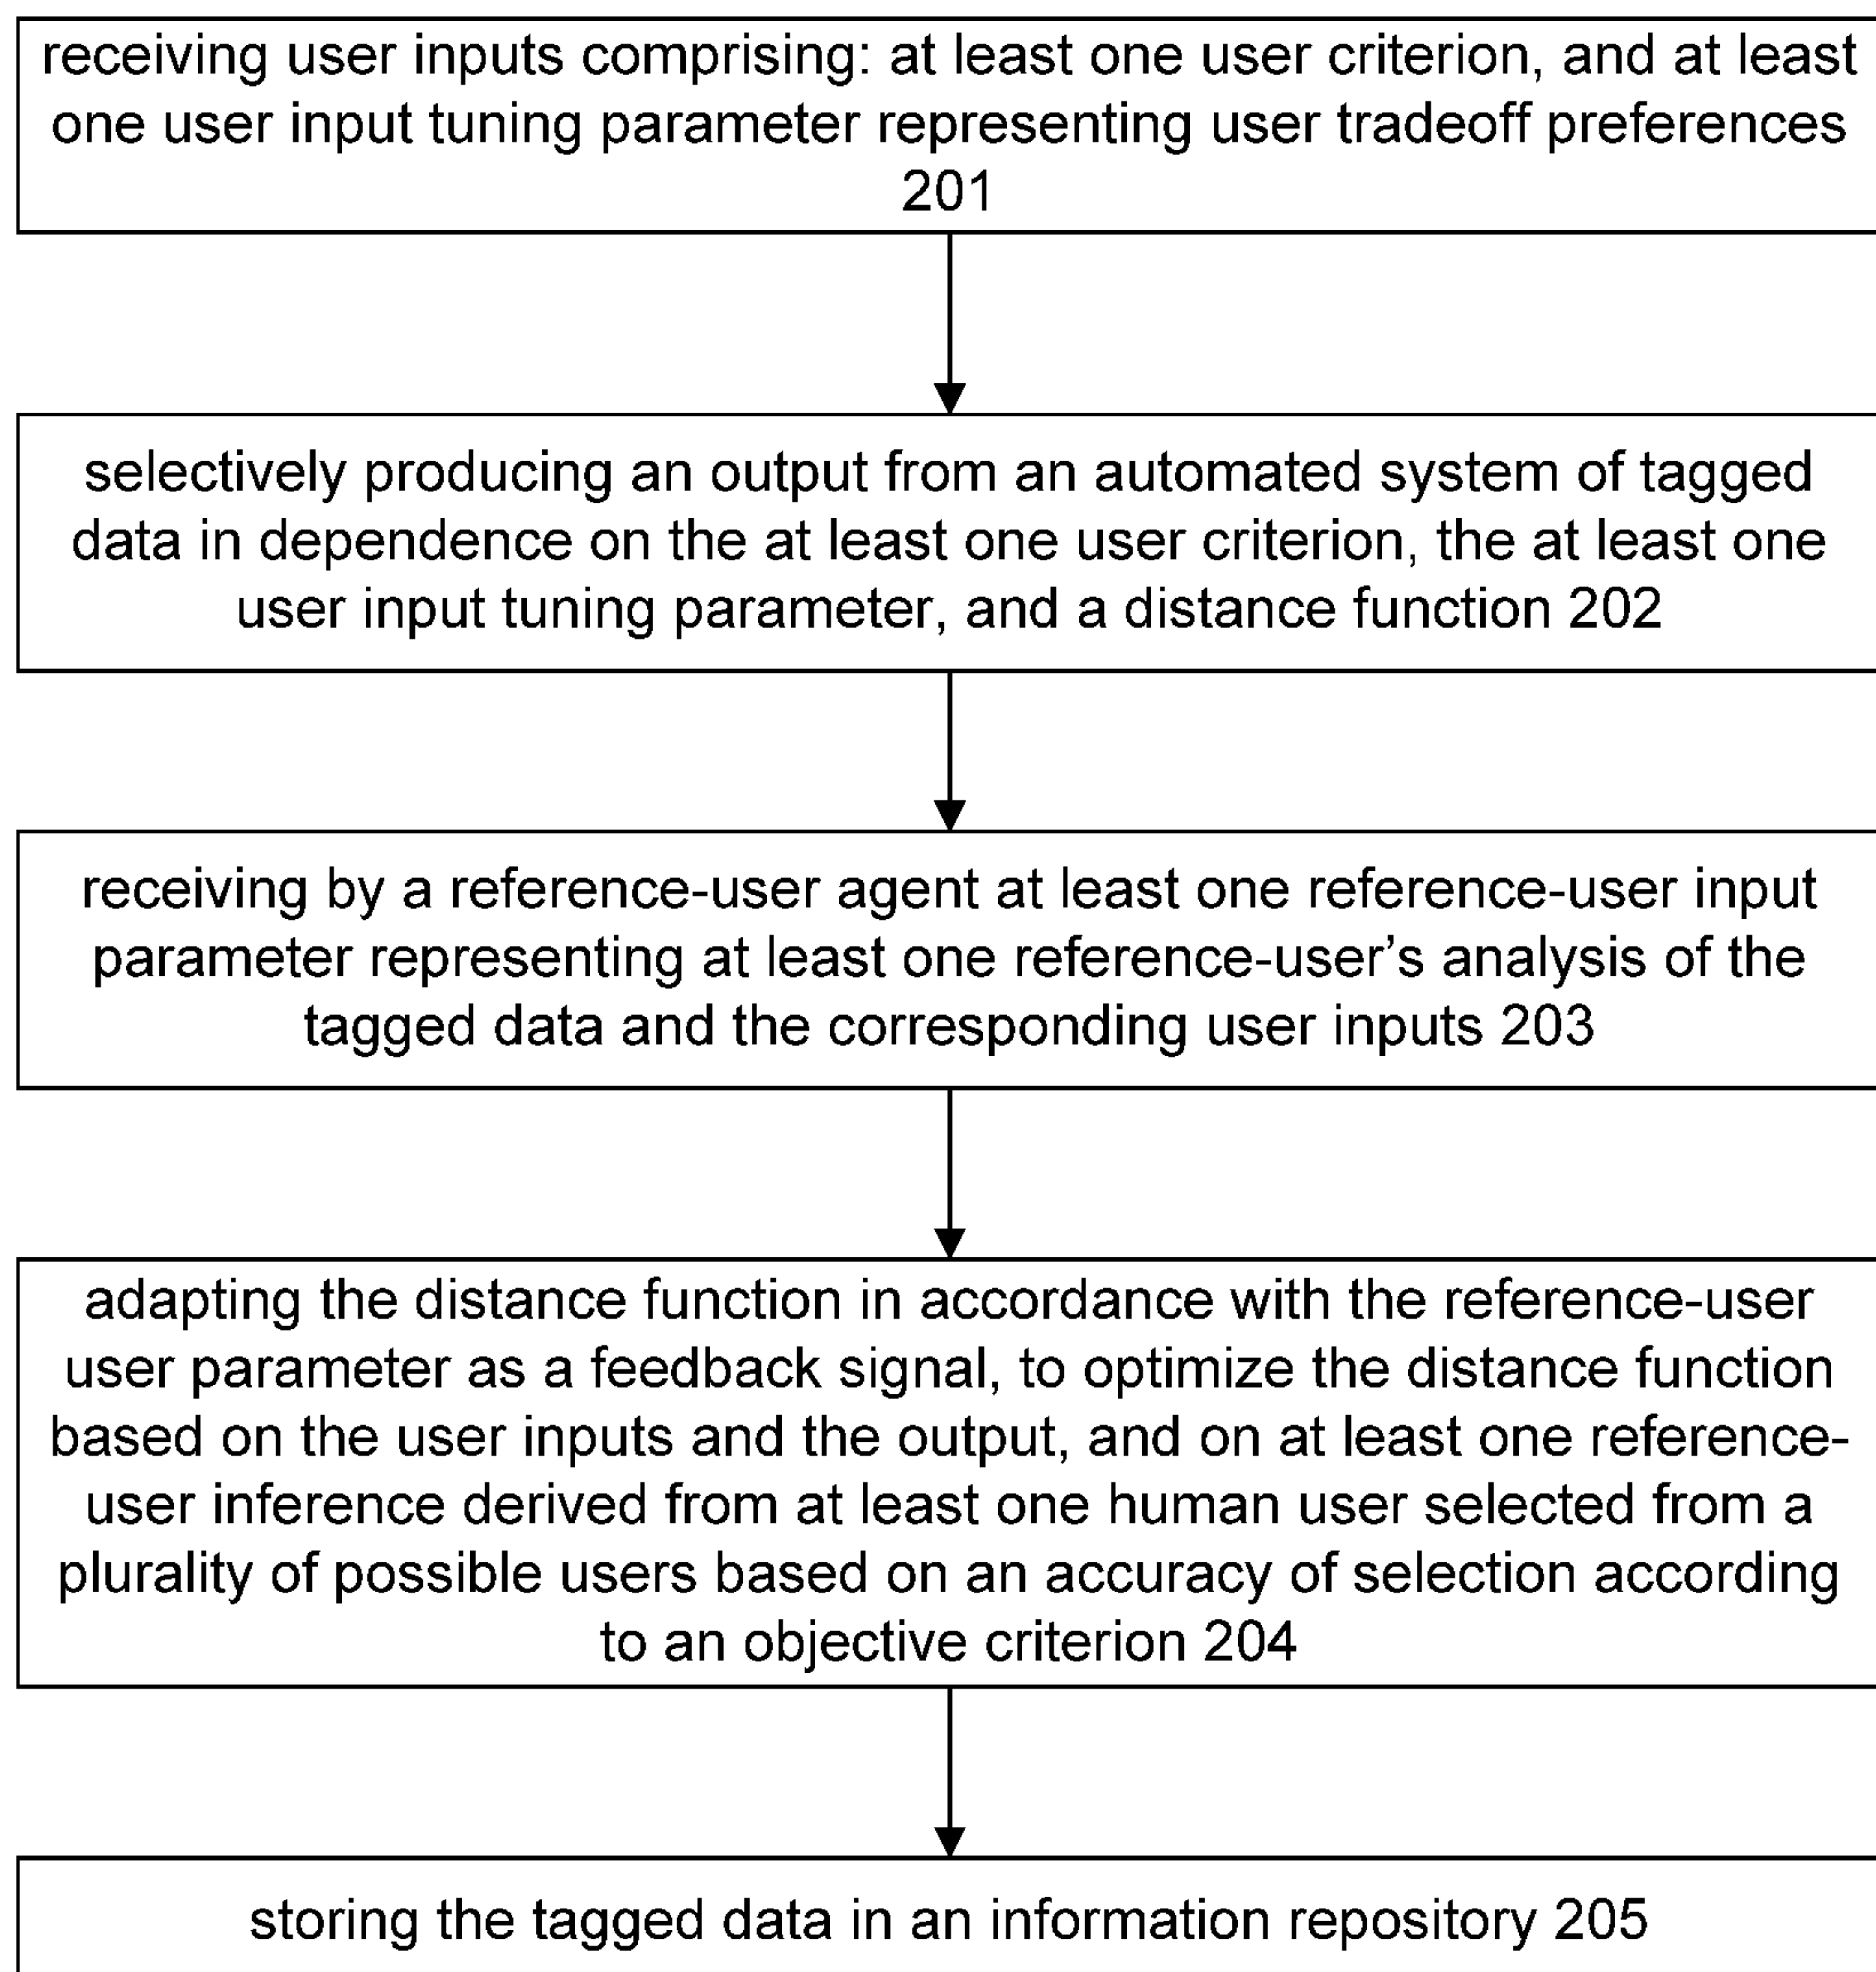 receiving user inputs comprising: at least one user criterion, and at least
one user input tuning parameter representing user tradeoff preferences
201
selectively producing an output from an automated system of tagged
data in dependence on the at least one user criterion, the at least one
user input tuning parameter, and a distance function 202
receiving by a reference-user agent at least one reference-user input
parameter representing at least one reference-user’s analysis of the
tagged data and the corresponding user inputs 203
adapting the distance function in accordance with the reference-user
user parameter as a feedback signal, to optimize the distance function
based on the user inputs and the output, and on at least one reference-
user inference derived from at least one human user selected from a
plurality of possible users based on an accuracy of selection according
to an objective criterion 204
storing the tagged data in an information repository 205